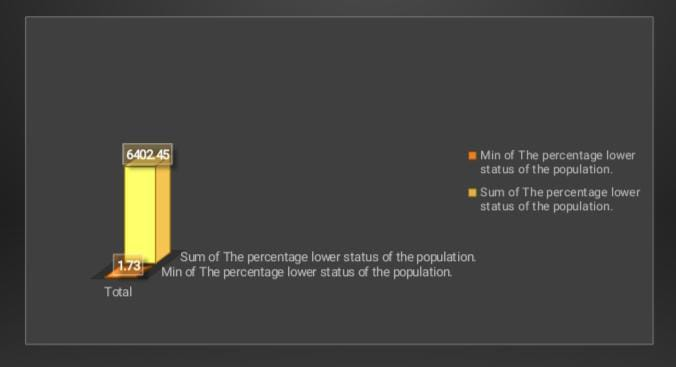 6402.45
1.73
Total
Sum of The percentage lower status of the population.
Min of The percentage lower status of the population.
Min of The percentage lower
status of the population.
Sum of The percentage lower
status of the population.